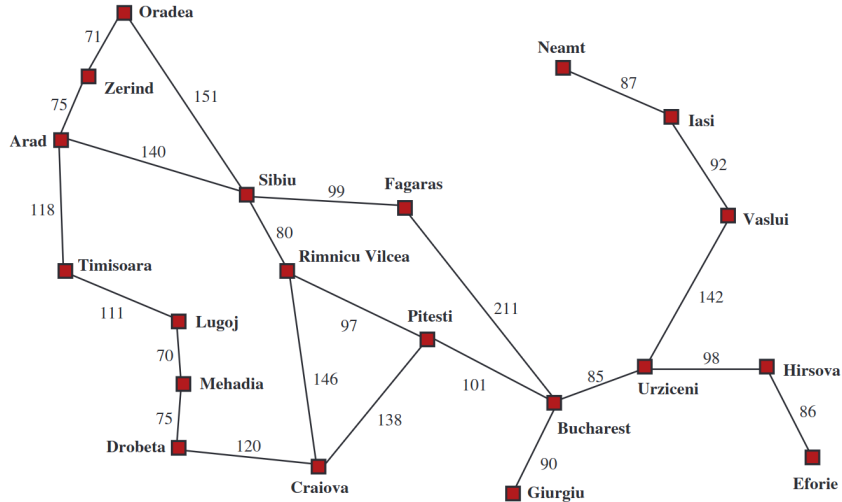 Oradea
71
Neamt
87
Zerind
151
75
Iasi
Arad
140
92
Sibiu
99
Fagaras
118
80
Vaslui
Timisoara
Rimnicu Vilcea
142
111
211
Lugoj
97
Pitesti
70
98
Mehadia
146
101
85
Hirsova
Urziceni
75
138
86
Drobeta
120
Bucharest
90
Eforie
Craiova
Giurgiu